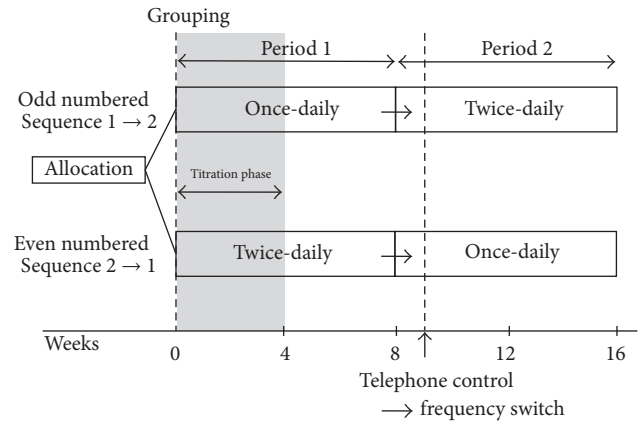 Grouping
Period 1
Period 2
Odd numbered
Sequence 1 → 2
Once-daily
Twice-daily
Allocation
Titration phase
Even numbered
Sequence 2 → 1
Twice-daily
Once-daily
Weeks
0
4
8
12
16
Telephone control
→ frequency switch